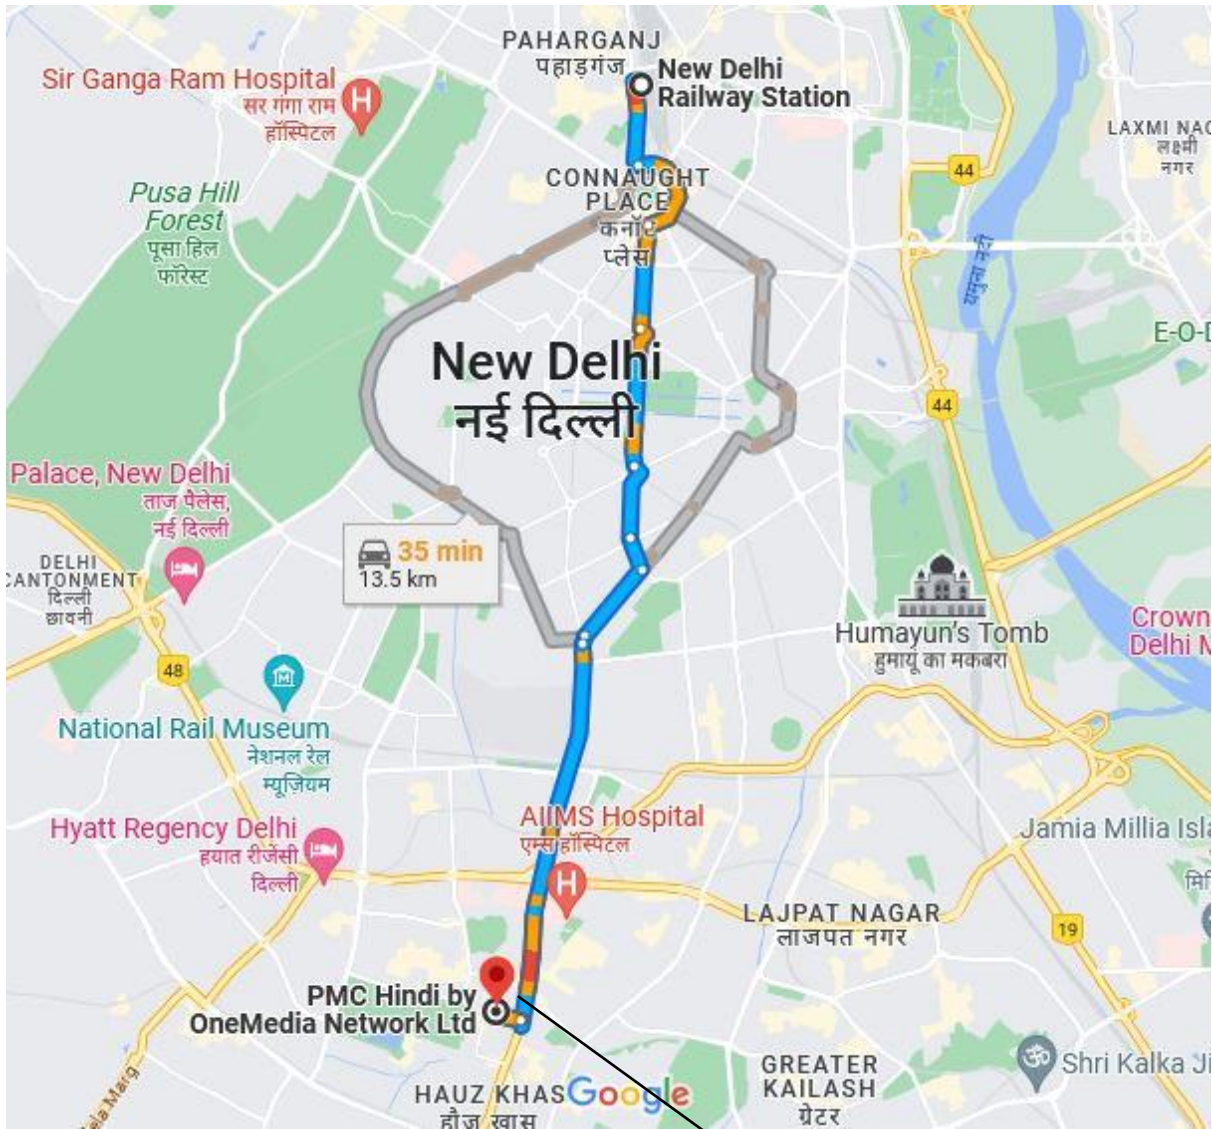 PAHARGANJ
पहाड़गंज
New Delhi
Railway Station
Sir Ganga Ram Hospital
सर गंगा राम
हॉस्पिटल
H
LAXMI NAG
लक्ष्मी
नगर
44
CONNAUGHT
PLACE
कनॉट
प्लेस
Pusa Hill
Forest
पूसा हिल
फॉरेस्ट
यमुना नदी
E-O-D
New Delhi
नई दिल्ली
44
Palace, New Delhi
ताज पैलेस,
नई दिल्ली
35 min
13.5 km
DELHI
CANTONMENT
दिल्ली
छावनी
Humayun's Tomb
हुमायूं का मकबरा
Crown
Delhi M
48
National Rail Museum
नेशनल रेल
म्यूज़ियम
AIIMS Hospital
एम्स हॉस्पिटल
H
Hyatt Regency Delhi
हयात रीजेंसी
दिल्ली
Jamia Millia Isla
LAJPAT NAGAR
लाजपत नगर
19
PMC Hindi by
OneMedia Network Ltd
HAUZ KHAS
हौज़ खास
Google
GREATER
KAILASH
ग्रेटर
Shri Kalka Ji
Marg